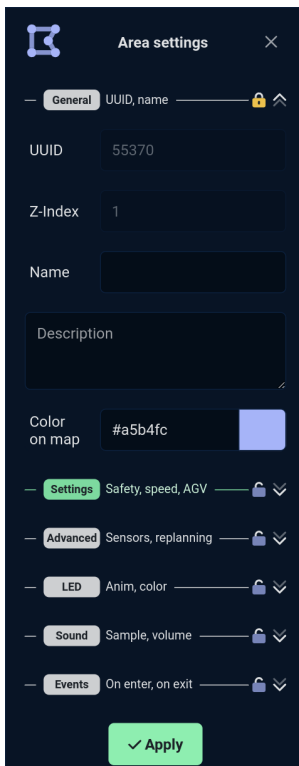 Area settings
General UUID, name
UUID 55370
Z-Index 1
Name
Description
Color
on map
#a5b4fc
Settings Safety, speed, AGV
Advanced Sensors, replanning
LED Anim, color
Sound Sample, volume
Events On enter, on exit
Apply